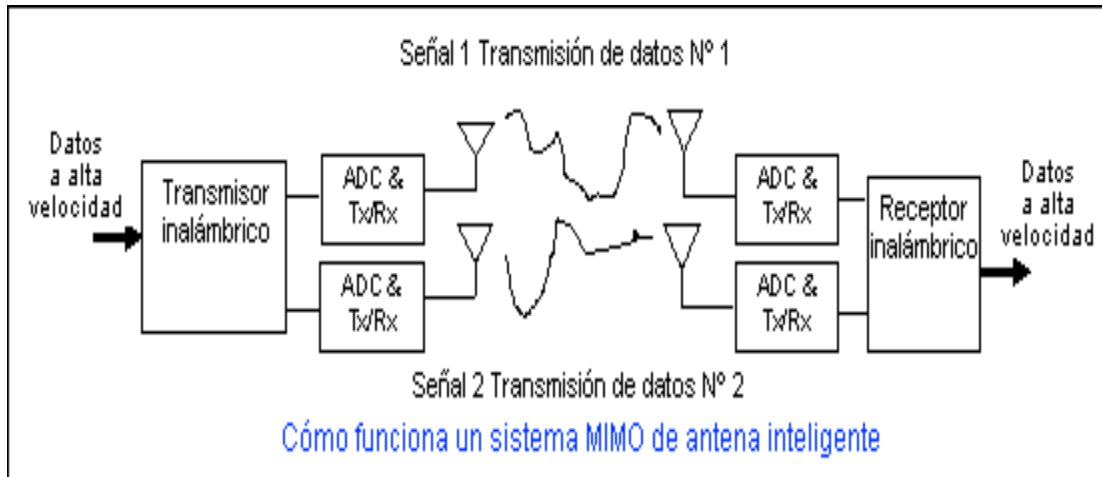 Señal 1 Transmisión de datos Nº 1
Datos
a alta
velocidad
Transmisor
inalámbrico
ADC &
Tx/Rx
ADC &
Tx/Rx
ADC &
Tx/Rx
ADC &
Tx/Rx
Receptor
inalámbrico
Datos
a alta
velocidad
Señal 2 Transmisión de datos Nº 2
Cómo funciona un sistema MIMO de antena inteligente